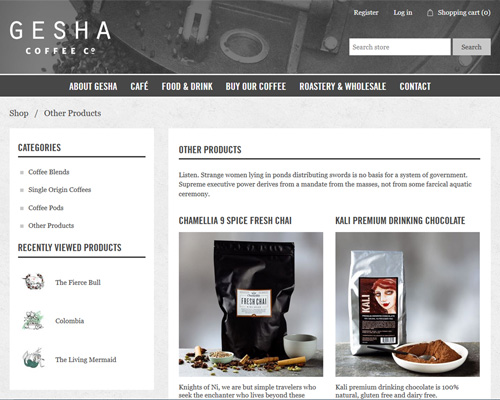 Register Log in Shopping cart (0)
GESHA
COFFEE Cº
Search store Search
ABOUT GESHA CAFÉ FOOD & DRINK BUY OUR COFFEE ROASTERY & WHOLESALE CONTACT
Shop / Other Products
CATEGORIES
Coffee Blends
Single Origin Coffees
Coffee Pods
Other Products
RECENTLY VIEWED PRODUCTS
The Fierce Bull
Colombia
The Living Mermaid
OTHER PRODUCTS
Listen. Strange women lying in ponds distributing swords is no basis for a system of government.
Supreme executive power derives from a mandate from the masses, not from some farcical aquatic
ceremony.
CHAMELLIA 9 SPICE FRESH CHAI
FRESH CHAI
Knights of Ni, we are but simple travelers who
seek the enchanter who lives beyond these
KALI PREMIUM DRINKING CHOCOLATE
KALI
Kali premium drinking chocolate is 100%
natural, gluten free and dairy free.